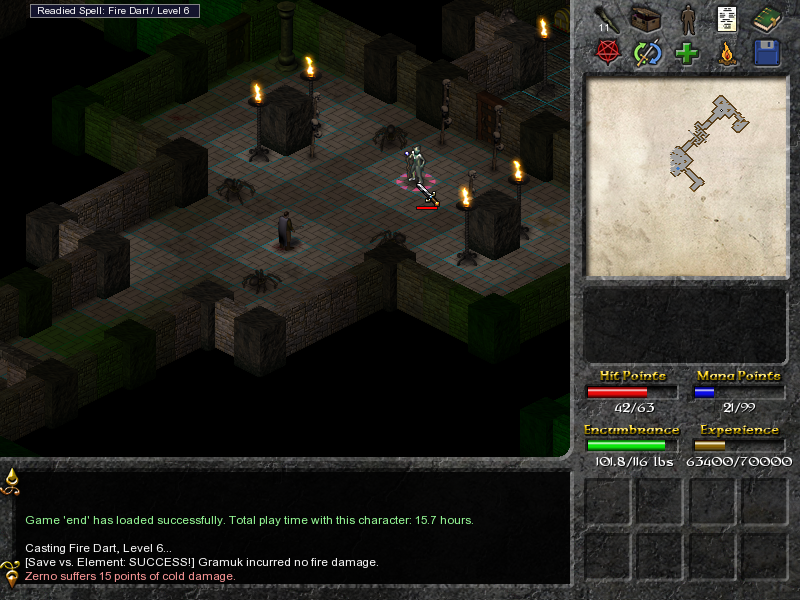 Readied Spell: Fire Dart / Level 6
11
Hit Points
Mana Points
42/63
21/99
Encumbrance
Experience
101.8/116 lbs
63400/70000
Game 'end' has loaded successfully. Total play time with this character: 15.7 hours.
Casting Fire Dart, Level 6...
[Save vs. Element: SUCCESS!] Gramuk incurred no fire damage.
Zerno suffers 15 points of cold damage.